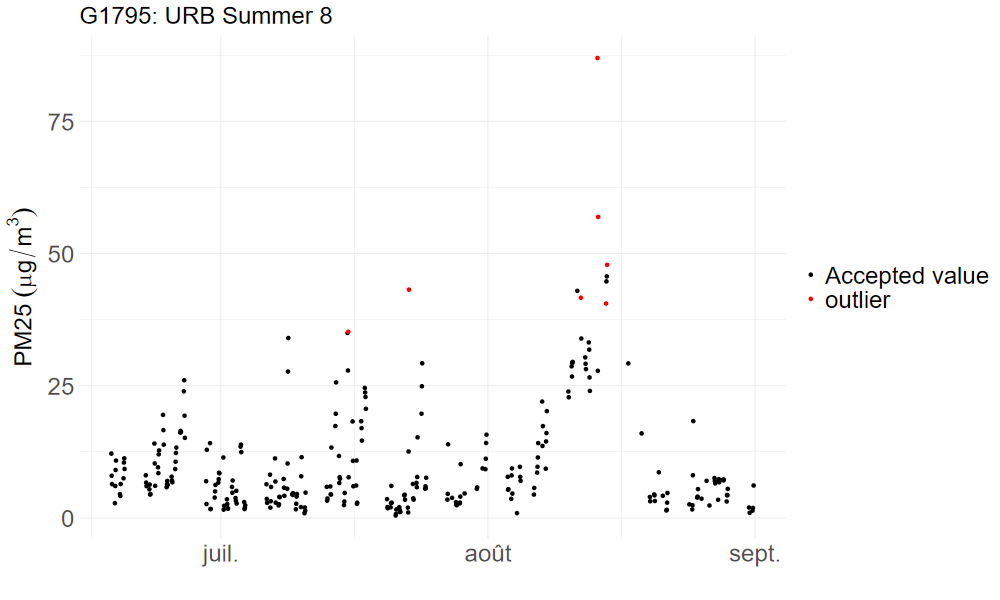 G1795: URB Summer 8
PM25 (μg/m³)
75
50
25
0
juil.
août
sept.
Accepted value
outlier